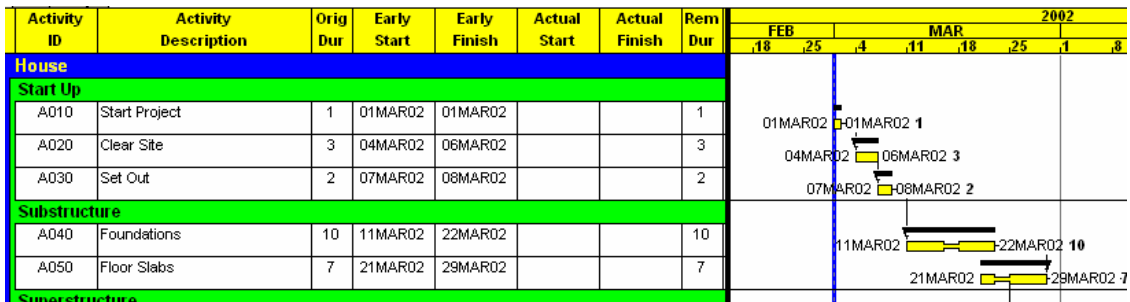 2002
Activity Activity Orig Early Early Actual Actual Rem FEB MAR
ID Description Dur Start Finish Start Finish Dur 18 25 4 11 18 25 1 8
House
Start Up
A010 Start Project 1 01MAR02 01MAR02 1 01MAR02 01MAR02 1
A020 Clear Site 3 04MAR02 06MAR02 3 04MAR02 06MAR02 3
A030 Set Out 2 07MAR02 08MAR02 2 07MAR02 08MAR02 2
Substructure
A040 Foundations 10 11MAR02 22MAR02 10 11MAR02 22MAR02 10
A050 Floor Slabs 7 21MAR02 29MAR02 7 21MAR02 29MAR02 7
Superstructure